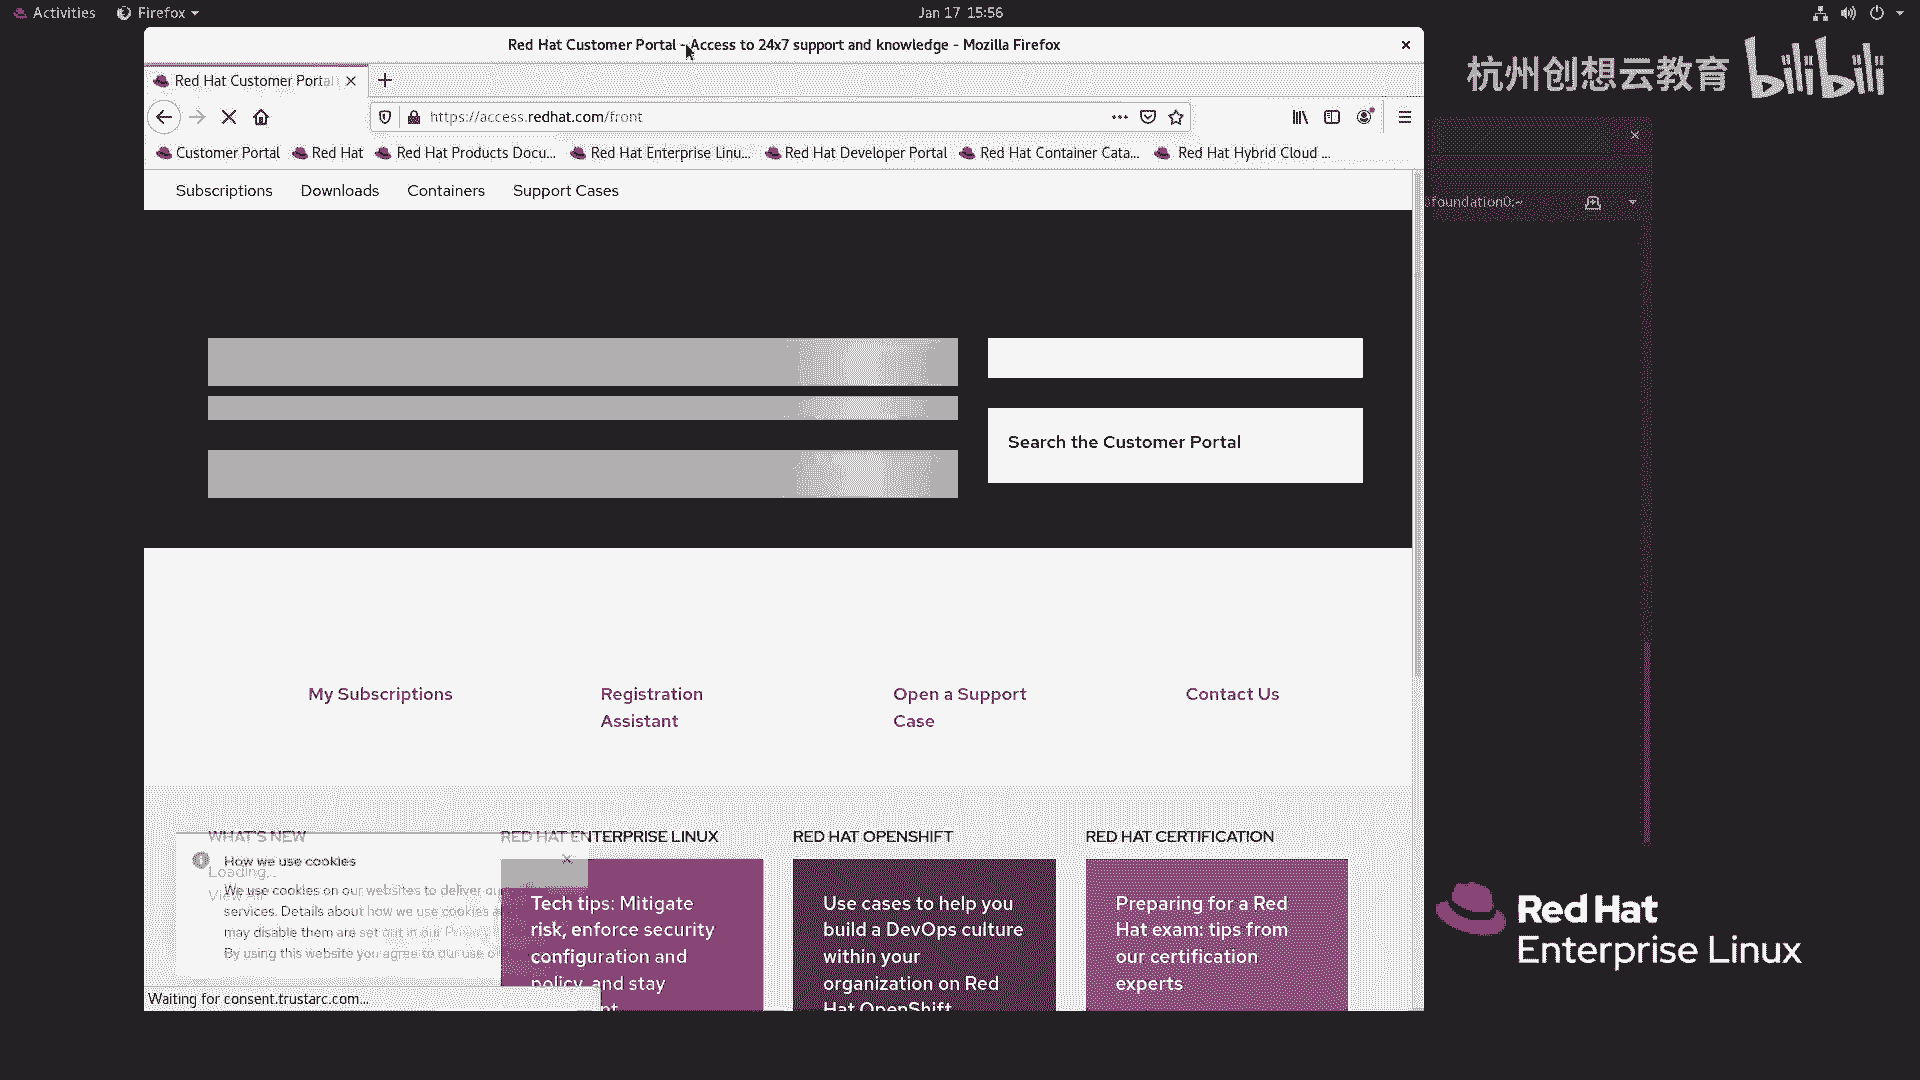 Activities
Firefox
Jan 17 15:56
Red Hat Customer Portal - Access to 24x7 support and knowledge - Mozilla Firefox
杭州创想云教育 bilibili
Red Hat Customer Portal
https://access.redhat.com/front
Customer Portal
Red Hat
Red Hat Products Docu...
Red Hat Enterprise Linu...
Red Hat Developer Portal
Red Hat Container Cata...
Red Hat Hybrid Cloud ...
Subscriptions
Downloads
Containers
Support Cases
foundation0:~
Search the Customer Portal
My Subscriptions
Registration
Assistant
Open a Support
Case
Contact Us
WHAT'S NEW
RED HAT ENTERPRISE LINUX
RED HAT OPENSHIFT
RED HAT CERTIFICATION
How we use cookies
Loading...
View All
We use cookies on our websites to deliver our
services. Details about how we use cookies
may disable them are set out in our Privacy
By using this website you agree to our use of
Tech tips: Mitigate
risk, enforce security
configuration and
policy, and stay
Use cases to help you
build a DevOps culture
within your
organization on Red
Hat OpenShift
Preparing for a Red
Hat exam: tips from
our certification
experts
Waiting for consent.trustarc.com...
Red Hat
Enterprise Linux